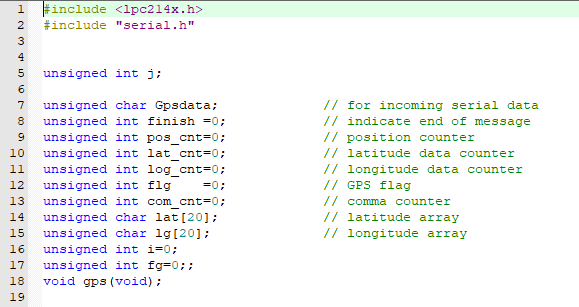 1 #include <lpc214x.h>
2 #include "serial.h"
3
4
5 unsigned int j;
6
7 unsigned char Gpsdata; // for incoming serial data
8 unsigned int finish =0; // indicate end of message
9 unsigned int pos_cnt=0; // position counter
10 unsigned int lat_cnt=0; // latitude data counter
11 unsigned int log_cnt=0; // longitude data counter
12 unsigned int flg =0; // GPS flag
13 unsigned int com_cnt=0; // comma counter
14 unsigned char lat[20]; // latitude array
15 unsigned char lg[20]; // longitude array
16 unsigned int i=0;
17 unsigned int fg=0;;
18 void gps(void);
19